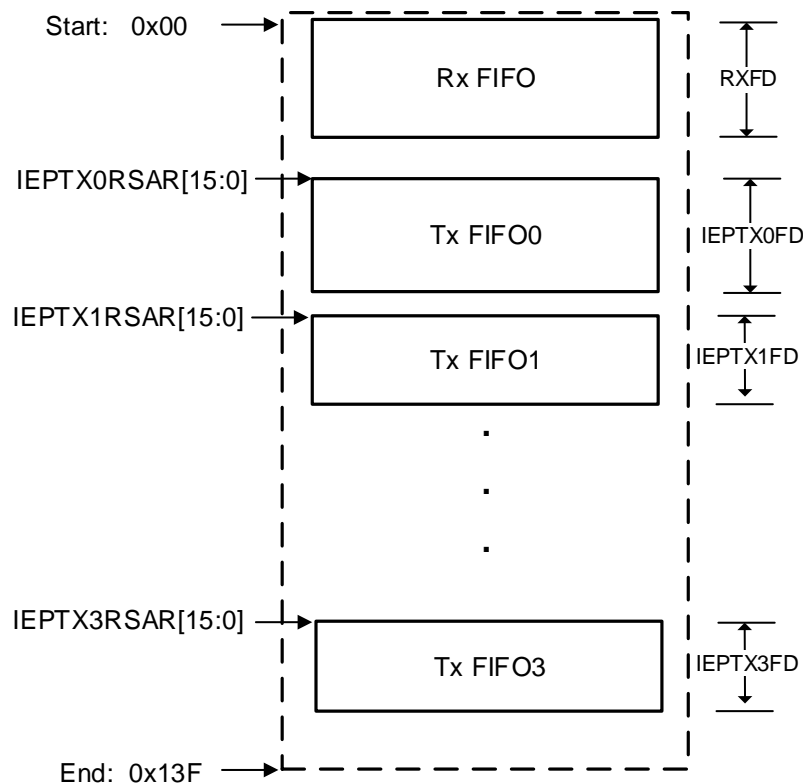 Start: 0x00
Rx FIFO
RXFD
IEPTX0RSAR[15:0]
Tx FIFO0
IEPTX0FD
IEPTX1RSAR[15:0]
Tx FIFO1
IEPTX1FD
.
.
.
IEPTX3RSAR[15:0]
Tx FIFO3
IEPTX3FD
End: 0x13F